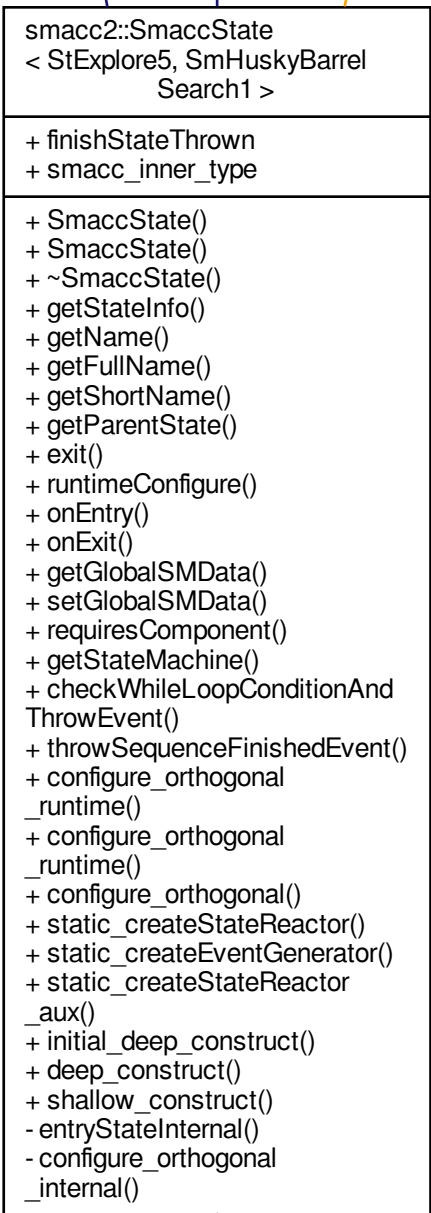 smacc2::SmaccState
< StExplore5, SmHuskyBarrel
Search1 >
+ finishStateThrown
+ smacc_inner_type
+ SmaccState()
+ SmaccState()
+ ~SmaccState()
+ getStateInfo()
+ getName()
+ getFullName()
+ getShortName()
+ getParentState()
+ exit()
+ runtimeConfigure()
+ onEntry()
+ onExit()
+ getGlobalSMData()
+ setGlobalSMData()
+ requiresComponent()
+ getStateMachine()
+ checkWhileLoopConditionAnd
ThrowEvent()
+ throwSequenceFinishedEvent()
+ configure_orthogonal
_runtime()
+ configure_orthogonal
_runtime()
+ configure_orthogonal()
+ static_createStateReactor()
+ static_createEventGenerator()
+ static_createStateReactor
_aux()
+ initial_deep_construct()
+ deep_construct()
+ shallow_construct()
- entryStateInternal()
- configure_orthogonal
_internal()